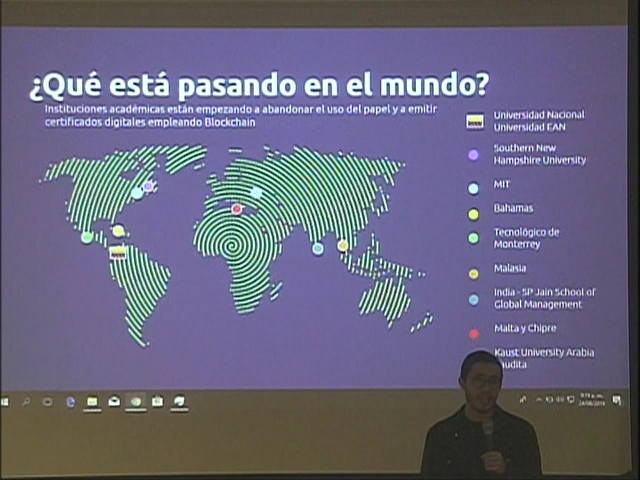 ¿Qué está pasando en el mundo?
Instituciones académicas están empezando a abandonar el uso del papel y a emitir
certificados digitales empleando Blockchain
Universidad Nacional
Universidad EAN
Southern New
Hampshire University
MIT
Bahamas
Tecnológico de
Monterrey
Malasia
India - SP Jain School of
Global Management
Malta y Chipre
Kaust University Arabia
audita